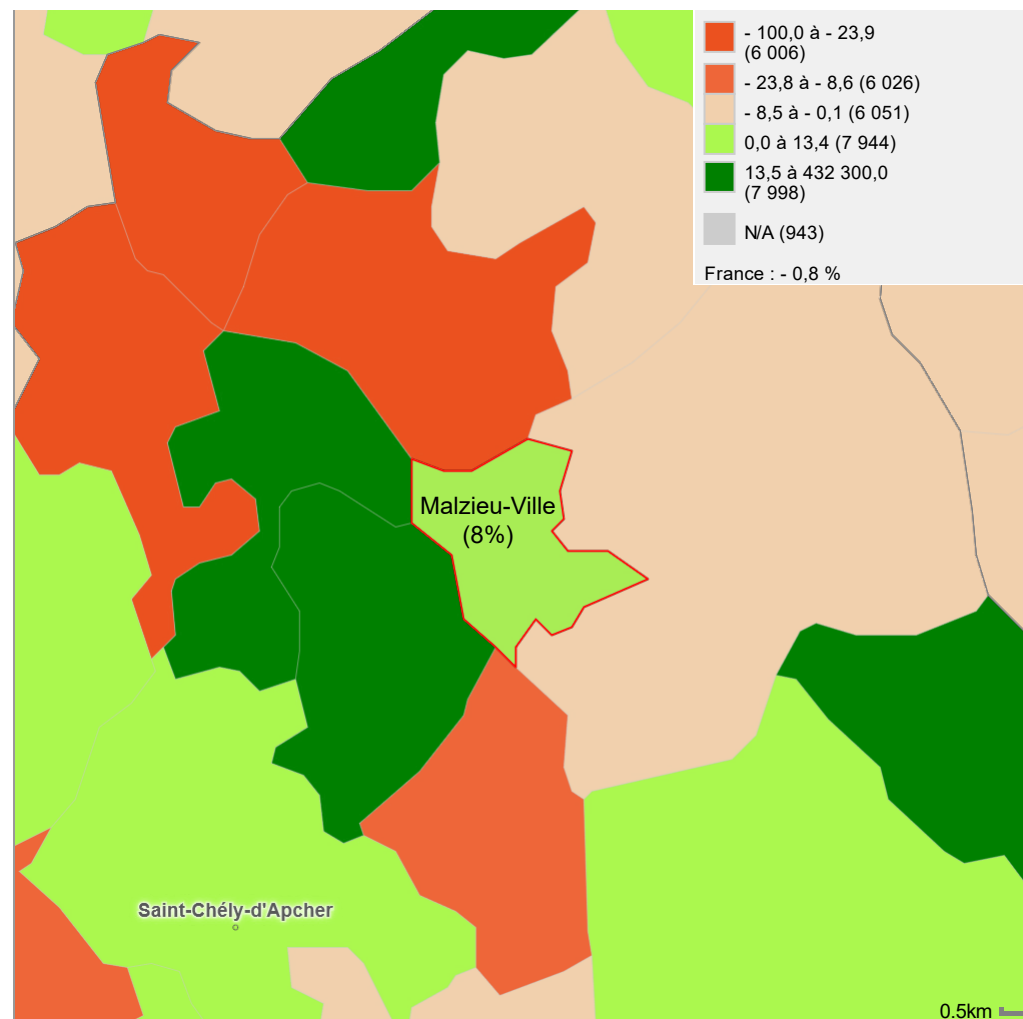 - 100,0 à - 23,9
(6 006)
- 23,8 à - 8,6 (6 026)
- 8,5 à - 0,1 (6 051)
0,0 à 13,4 (7 944)
13,5 à 432 300,0
(7 998)
N/A (943)
France : - 0,8 %
Malzieu-Ville
(8%)
Saint-Chély-d'Apcher
0.5km